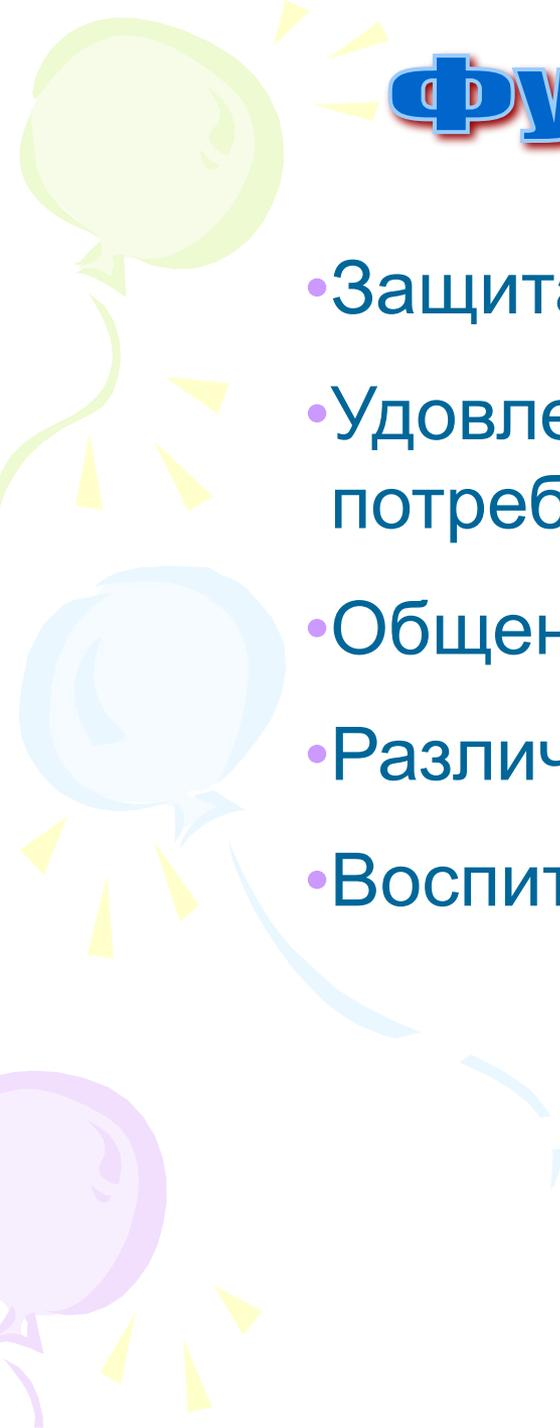 Фу
•Защита
•Удовле
потреб
•Общен
•Различ
•Воспит